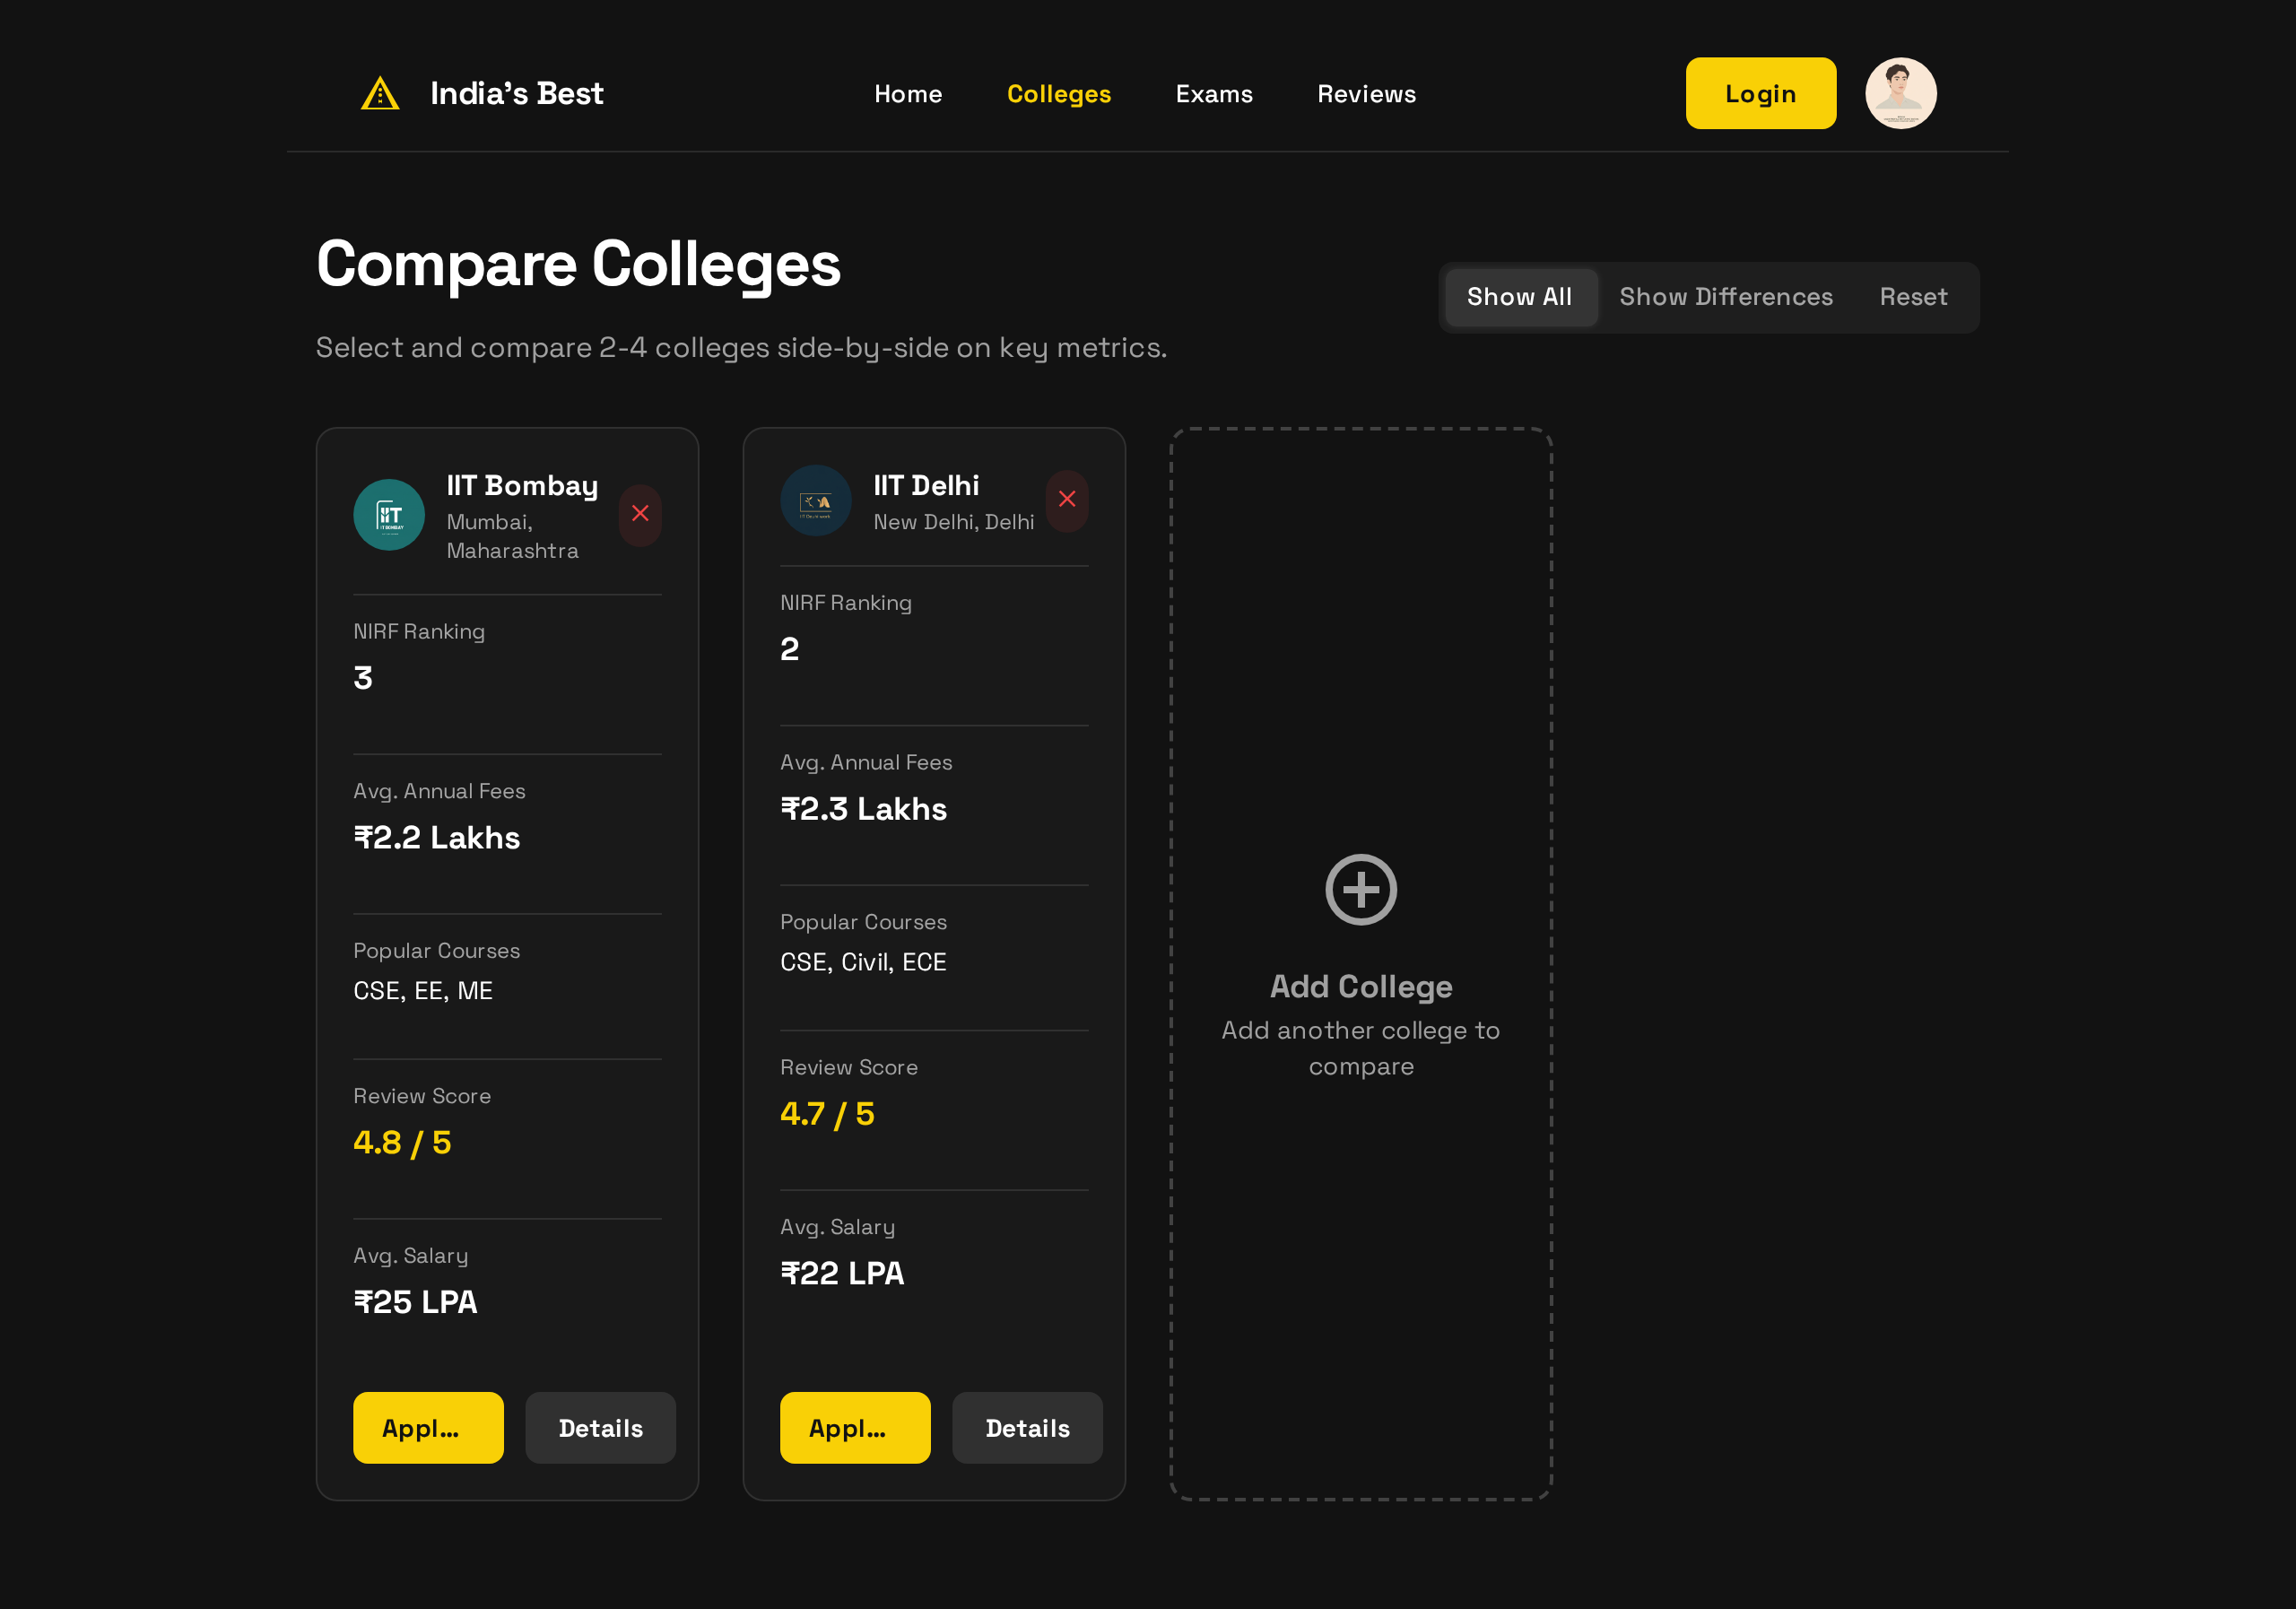 India's Best
Home
Colleges
Exams
Reviews
Login
Compare Colleges
Select and compare 2-4 colleges side-by-side on key metrics.
Show All
Show Differences
Reset
IIT
IIT BOMBAY
IIT Bombay
Mumbai,
Maharashtra
NIRF Ranking
3
Avg. Annual Fees
₹2.2 Lakhs
Popular Courses
CSE, EE, ME
Review Score
4.8 / 5
Avg. Salary
₹25 LPA
Appl...
Details
IIT Delhi
New Delhi, Delhi
NIRF Ranking
2
Avg. Annual Fees
₹2.3 Lakhs
Popular Courses
CSE, Civil, ECE
Review Score
4.7 / 5
Avg. Salary
₹22 LPA
Appl...
Details
Add College
Add another college to
compare